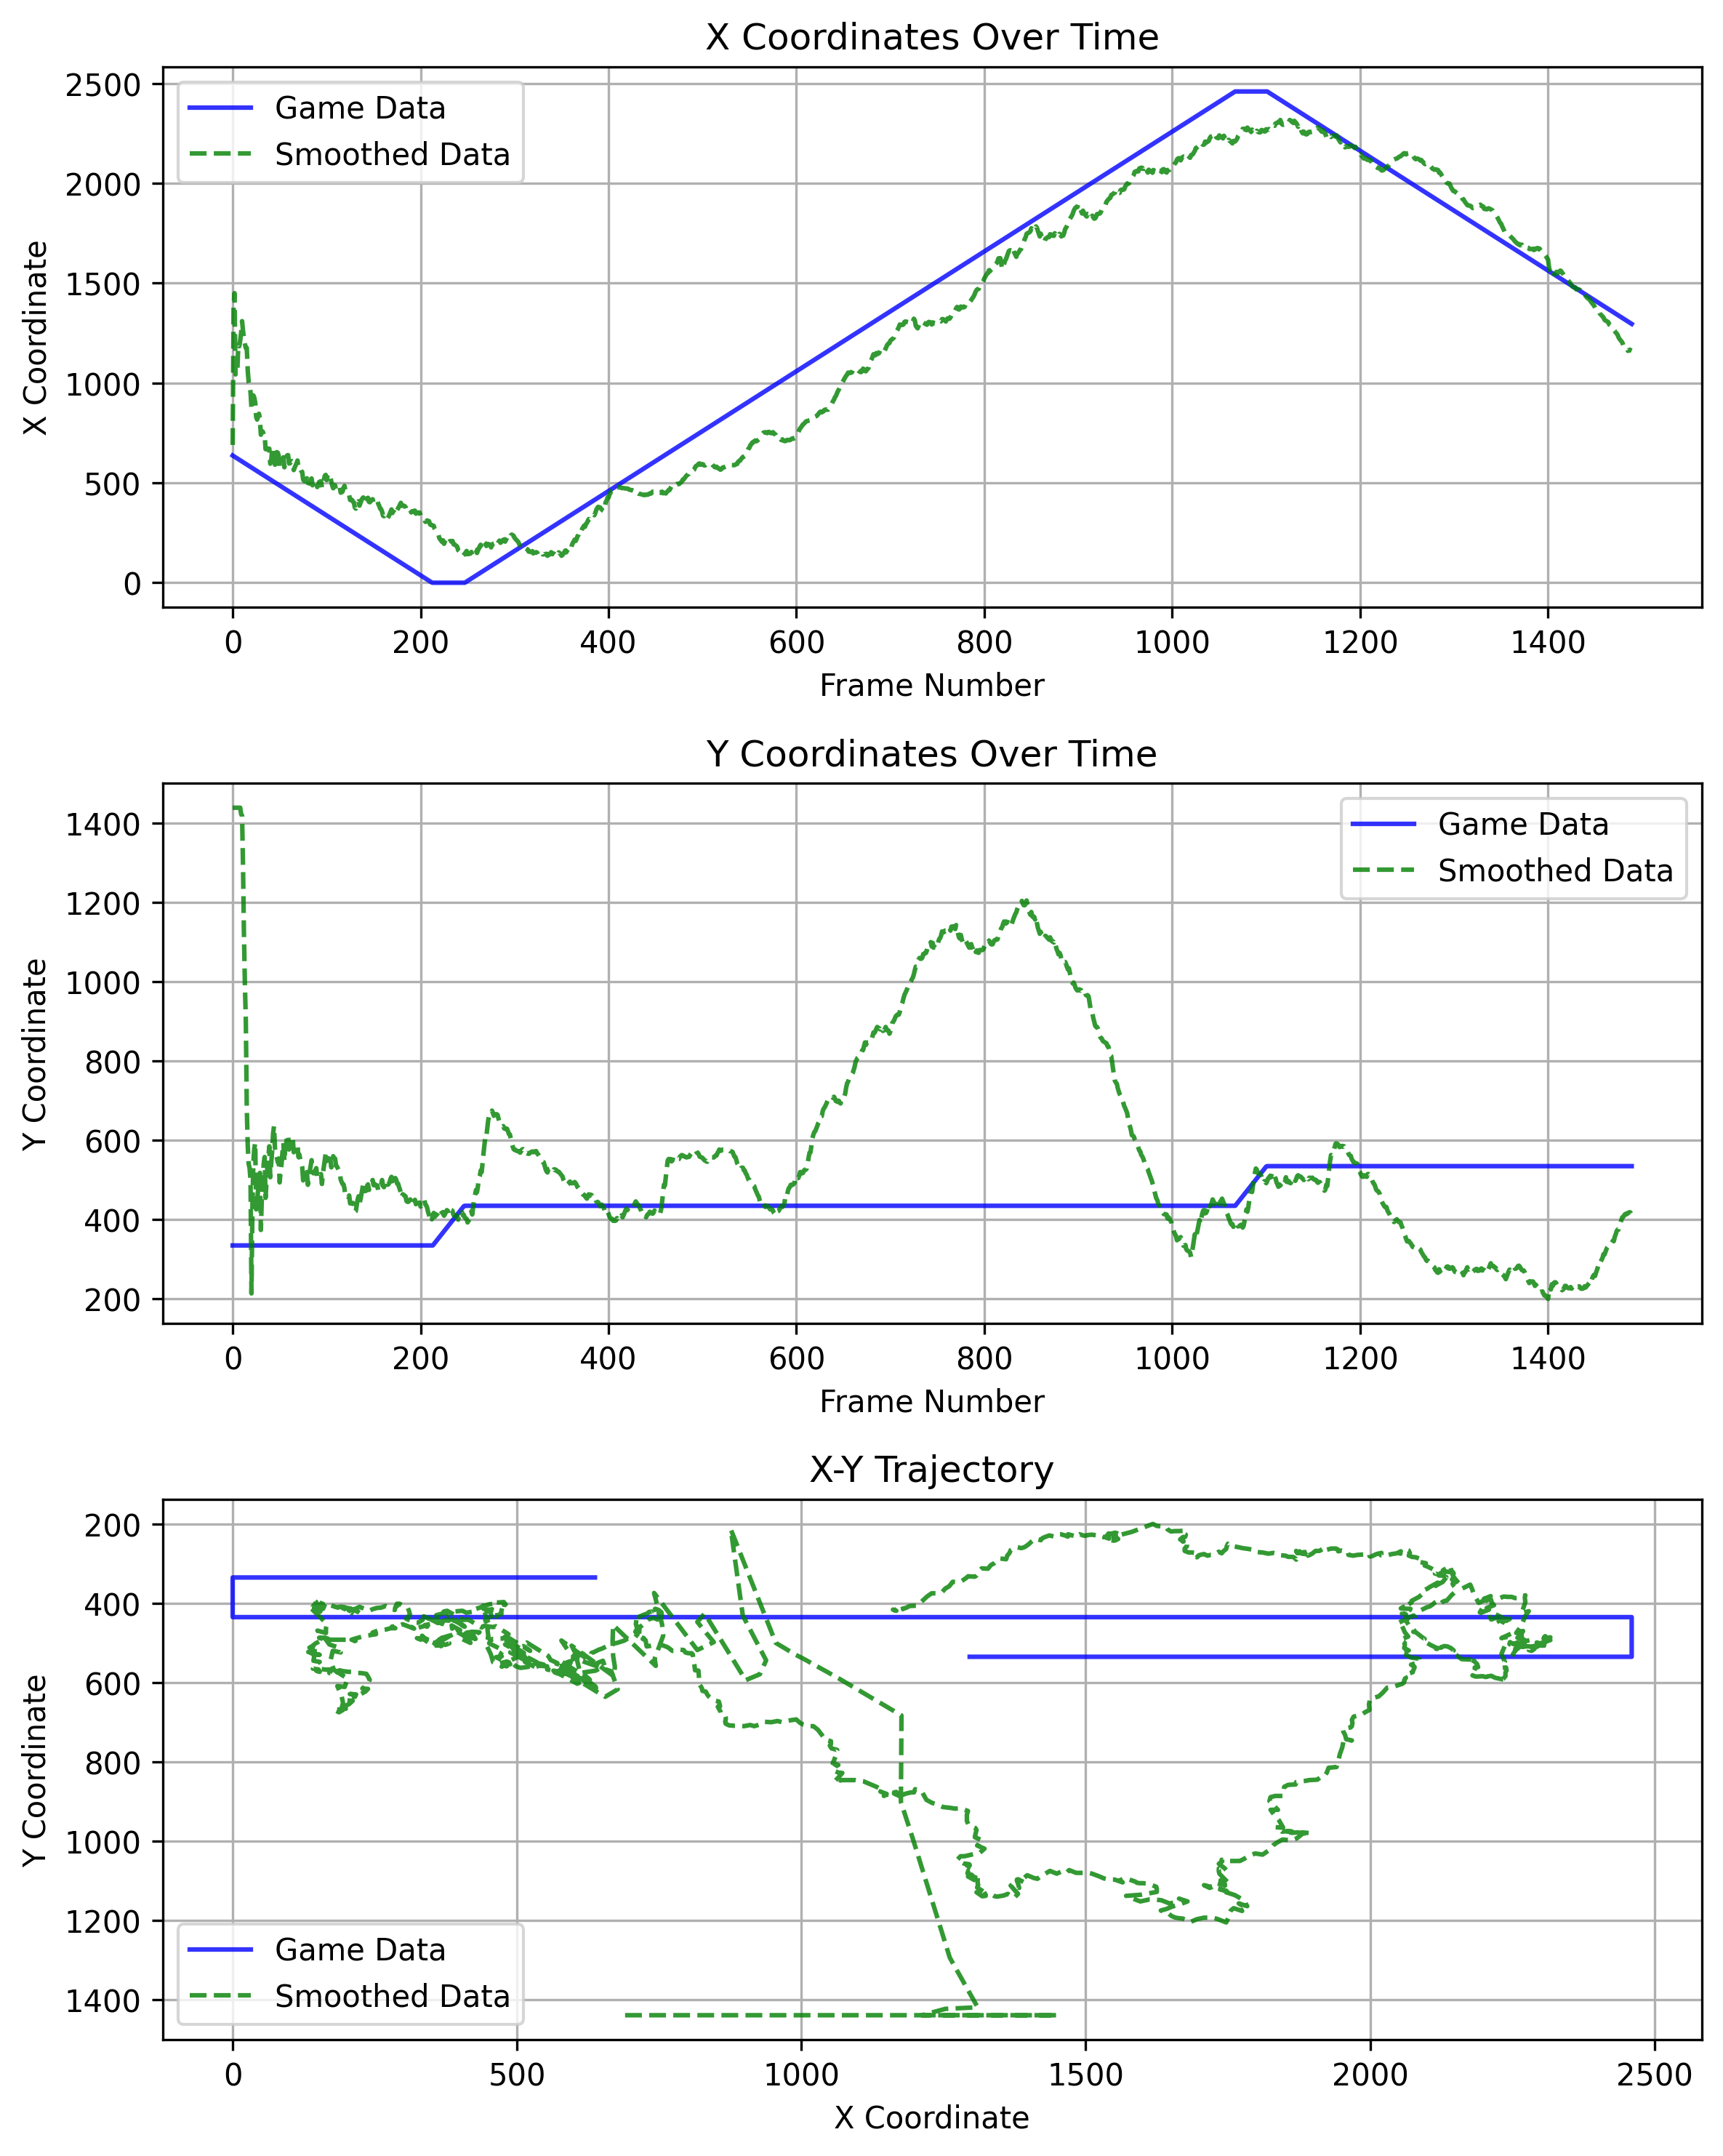 X Coordinates Over Time
2500
2000
1500
1000
500
0
X Coordinate
Game Data
Smoothed Data
0 200 400 600 800 1000 1200 1400
Frame Number
Y Coordinates Over Time
1400
1200
1000
800
600
400
200
Y Coordinate
Game Data
Smoothed Data
0 200 400 600 800 1000 1200 1400
Frame Number
X-Y Trajectory
200
400
600
800
1000
1200
1400
Y Coordinate
Game Data
Smoothed Data
0 500 1000 1500 2000 2500
X Coordinate